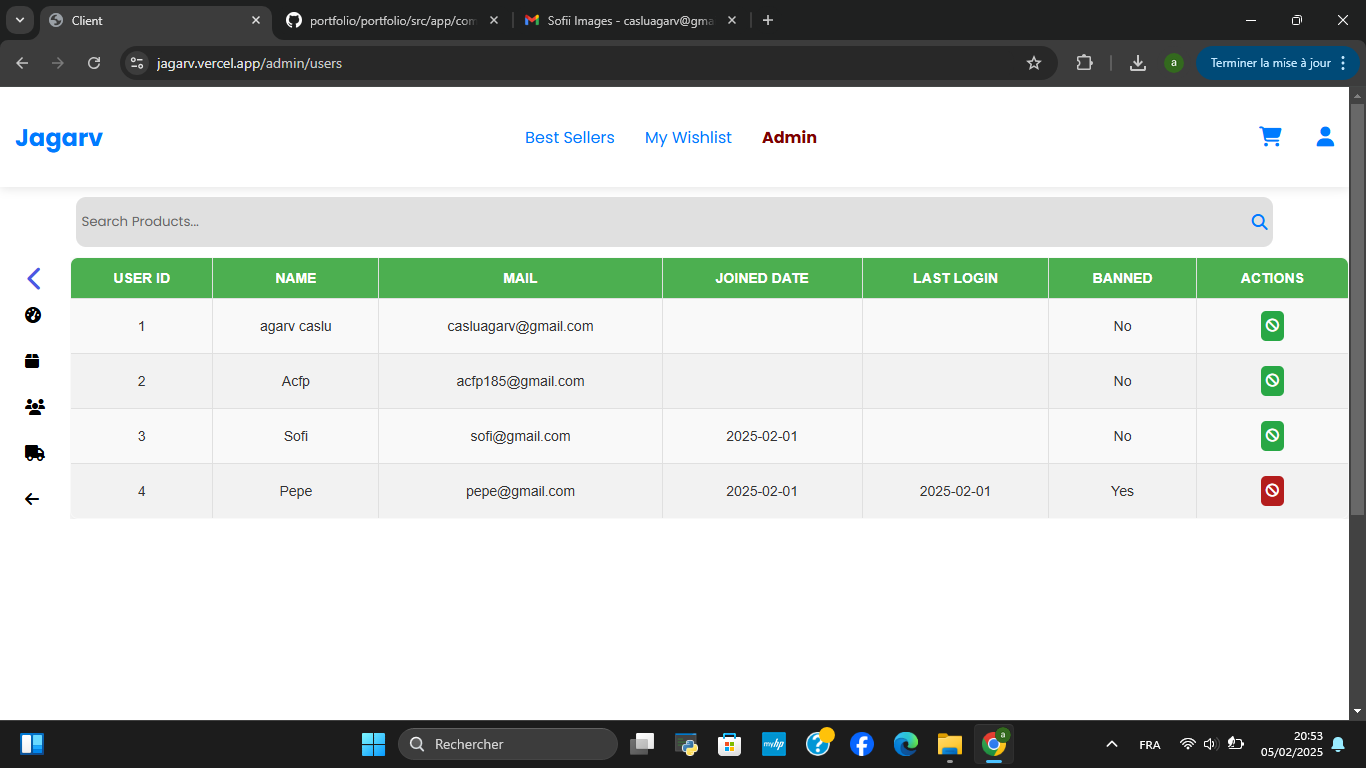 Client
portfolio/portfolio/src/app/com
Sofii Images - casluagarv@gma
jagarv.vercel.app/admin/users
a
Terminer la mise à jour
Jagarv
Best Sellers
My Wishlist
Admin
Search Products...
USER ID NAME MAIL JOINED DATE LAST LOGIN BANNED ACTIONS
1 agarv caslu casluagarv@gmail.com No
2 Acfp acfp185@gmail.com No
3 Sofi sofi@gmail.com 2025-02-01 No
4 Pepe pepe@gmail.com 2025-02-01 2025-02-01 Yes
Rechercher
myhp
a
FRA
20:53
05/02/2025